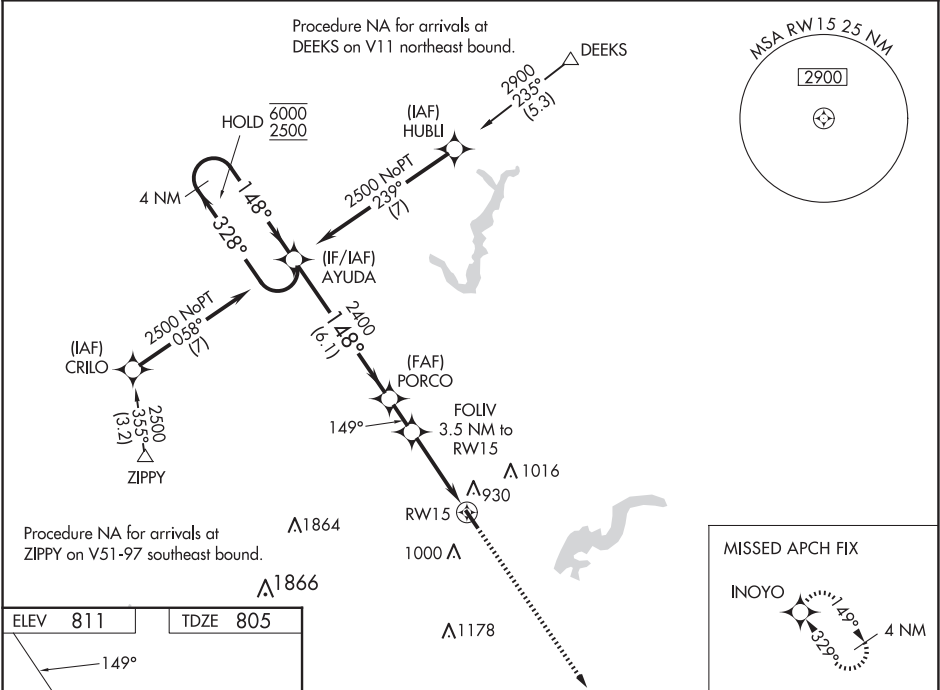 Procedure NA for arrivals at
DEEKS on V11 northeast bound.
DEEKS
2900
235°
(5.3)
(IAF)
HUBLI
MSA RW15 25 NM
2900
HOLD 6000
2500
4 NM
148°
328°
2500 NoPT
239°
(7)
(IF/IAF)
AYUDA
2500 NoPT
058°
(7)
(IAF)
CRILO
2500
355°
(3.2)
ZIPPY
2400
148°
(6.1)
(FAF)
PORCO
149°
FOLIV
3.5 NM to
RW15
1016
930
RW15
1864
1000
1866
1178
Procedure NA for arrivals at
ZIPPY on V51-97 southeast bound.
ELEV 811
TDZE 805
149°
MISSED APCH FIX
INOYO
149°
329°
4 NM